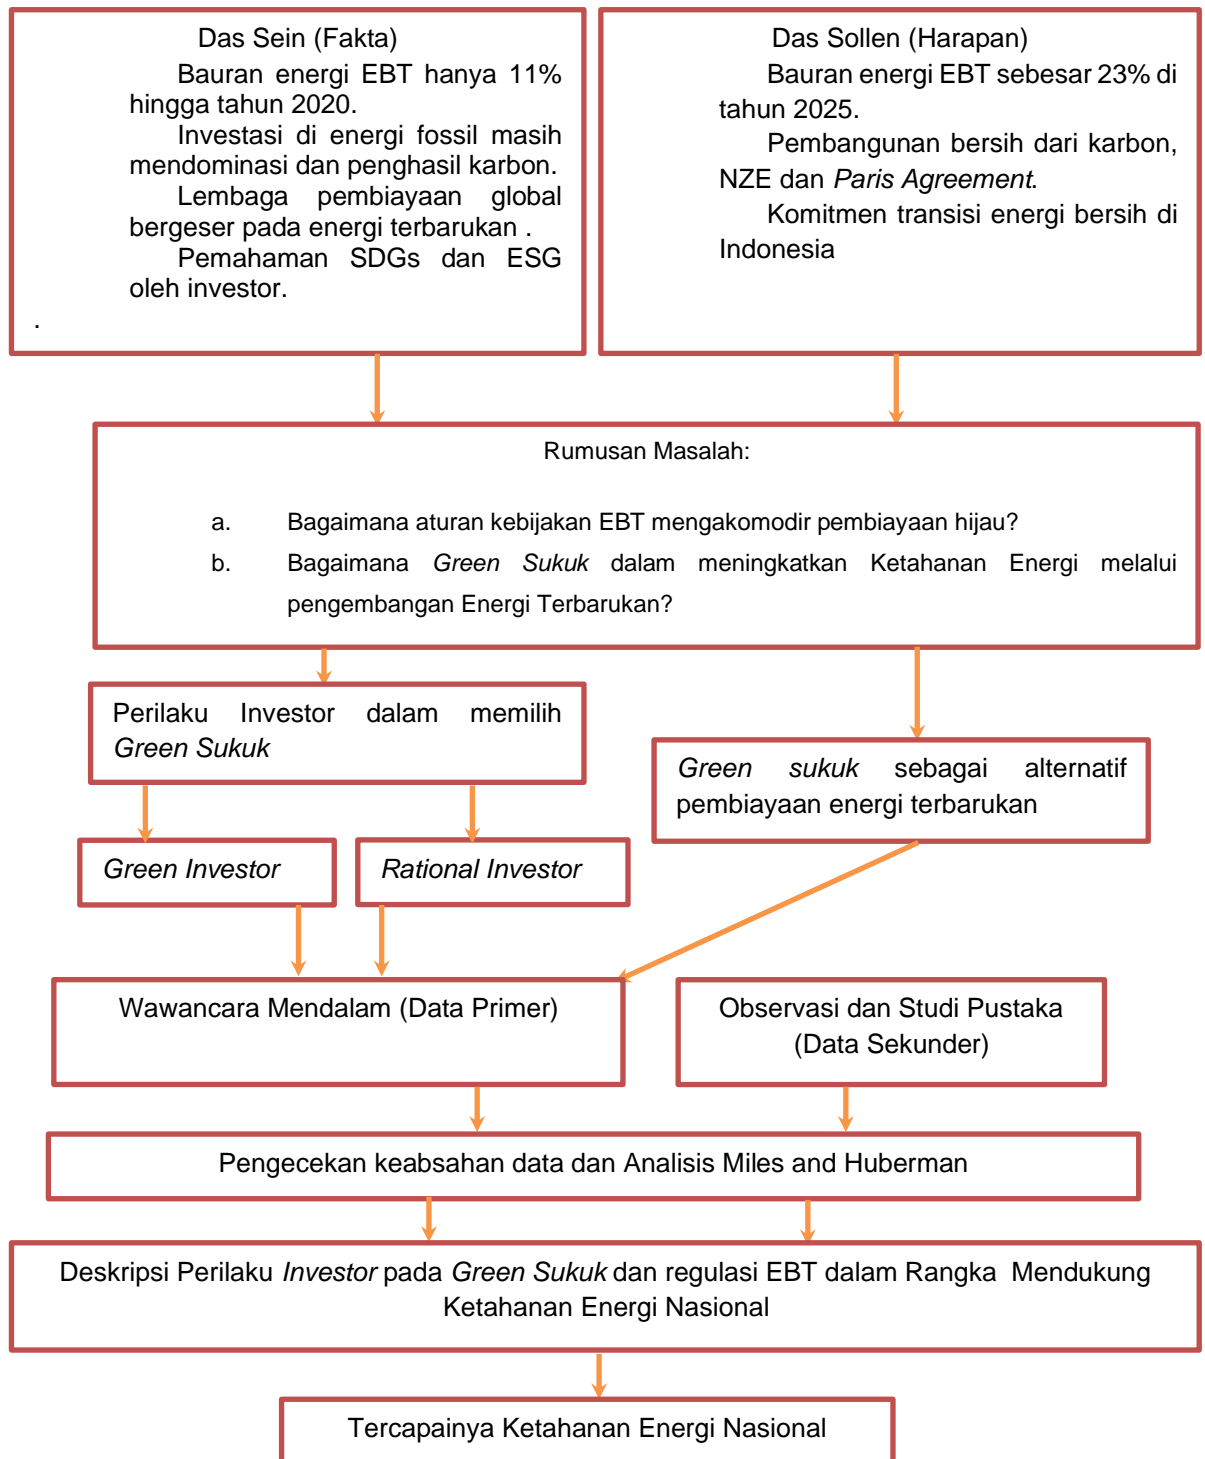 Das Sein (Fakta)
Bauran energi EBT hanya 11%
hingga tahun 2020.
Investasi di energi fossil masih
mendominasi dan penghasil karbon.
Lembaga pembiayaan global
bergeser pada energi terbarukan .
Pemahaman SDGs dan ESG
oleh investor.
.
Das Sollen (Harapan)
Bauran energi EBT sebesar 23% di
tahun 2025.
Pembangunan bersih dari karbon,
NZE dan Paris Agreement.
Komitmen transisi energi bersih di
Indonesia
Rumusan Masalah:
a. Bagaimana aturan kebijakan EBT mengakomodir pembiayaan hijau?
b. Bagaimana Green Sukuk dalam meningkatkan Ketahanan Energi melalui
pengembangan Energi Terbarukan?
Perilaku Investor dalam memilih
Green Sukuk
Green sukuk sebagai alternatif
pembiayaan energi terbarukan
Green Investor
Rational Investor
Wawancara Mendalam (Data Primer)
Observasi dan Studi Pustaka
(Data Sekunder)
Pengecekan keabsahan data dan Analisis Miles and Huberman
Deskripsi Perilaku Investor pada Green Sukuk dan regulasi EBT dalam Rangka Mendukung
Ketahanan Energi Nasional
Tercapainya Ketahanan Energi Nasional